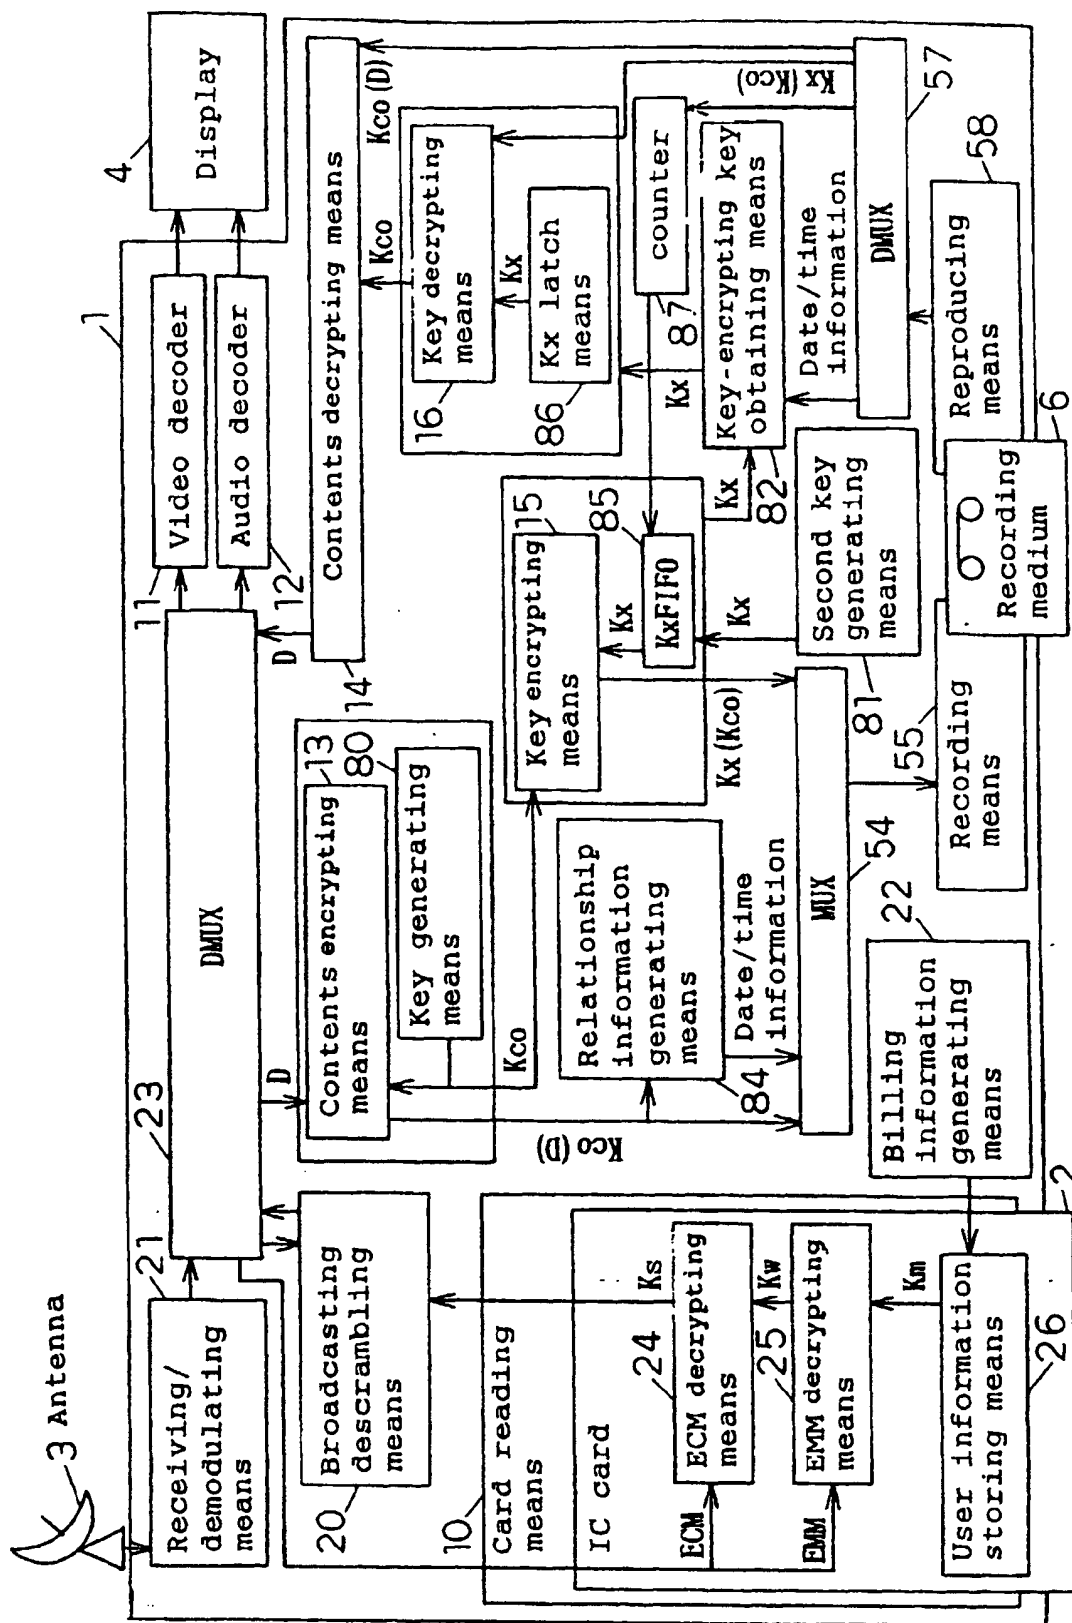 3 Antenna
1
4
Display
21
Receiving/
demodulating
means
23
DMUX
11
Video decoder
Audio decoder
12
20
Broadcasting
descrambling
means
D
13
Contents encrypting
means
80
Key generating
means
D
14
Contents decrypting means
Kco
Kco (D)
Kco
Kco (D)
10
Card reading
means
Ks
IC card
ECM
24
ECM decrypting
means
Kw
EMM
25
EMM decrypting
means
Km
User information
storing means
26
2
Relationship
information
generating
means
84
Date/time
information
15
Key encrypting
means
Kx
85
KxFIFO
Kx
Kx (Kco)
Kx
16
Key decrypting
means
Kx
Kx latch
means
86
Kx
counter
87
Kx (Kco)
Key-encrypting key
obtaining means
82
Date/time
information
MUX
54
Second key
generating
means
81
DMUX
57
22
Billing
information
generating
means
55
Recording
means
Recording
medium
6
Reproducing
means
58